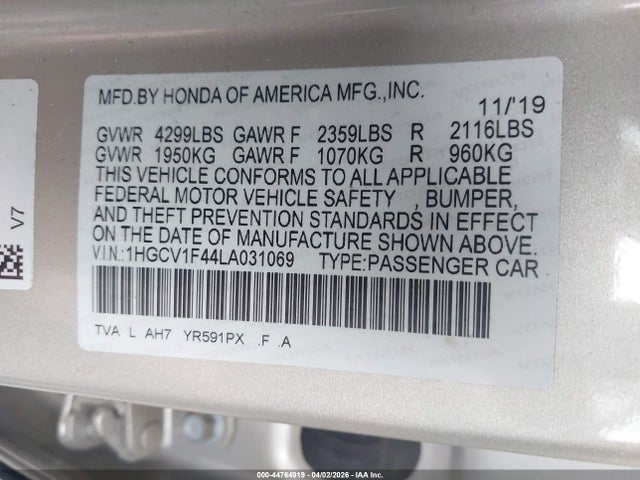 MFD.BY HONDA OF AMERICA MFG.,INC.
11/'19
GVWR 4299LBS GAWR F 2359LBS R 2116LBS
GVWR 1950KG GAWR F 1070KG R 960KG
THIS VEHICLE CONFORMS TO ALL APPLICABLE
FEDERAL MOTOR VEHICLE SAFETY , BUMPER,
AND THEFT PREVENTION STANDARDS IN EFFECT
ON THE DATE OF MANUFACTURE SHOWN ABOVE.
V.I.N.:1HGCV1F44LA031069 TYPE:PASSENGER CAR
TVA L AH7 YR591PX .F .A
V7
000-44764919 04/02/2026 IAA Inc.